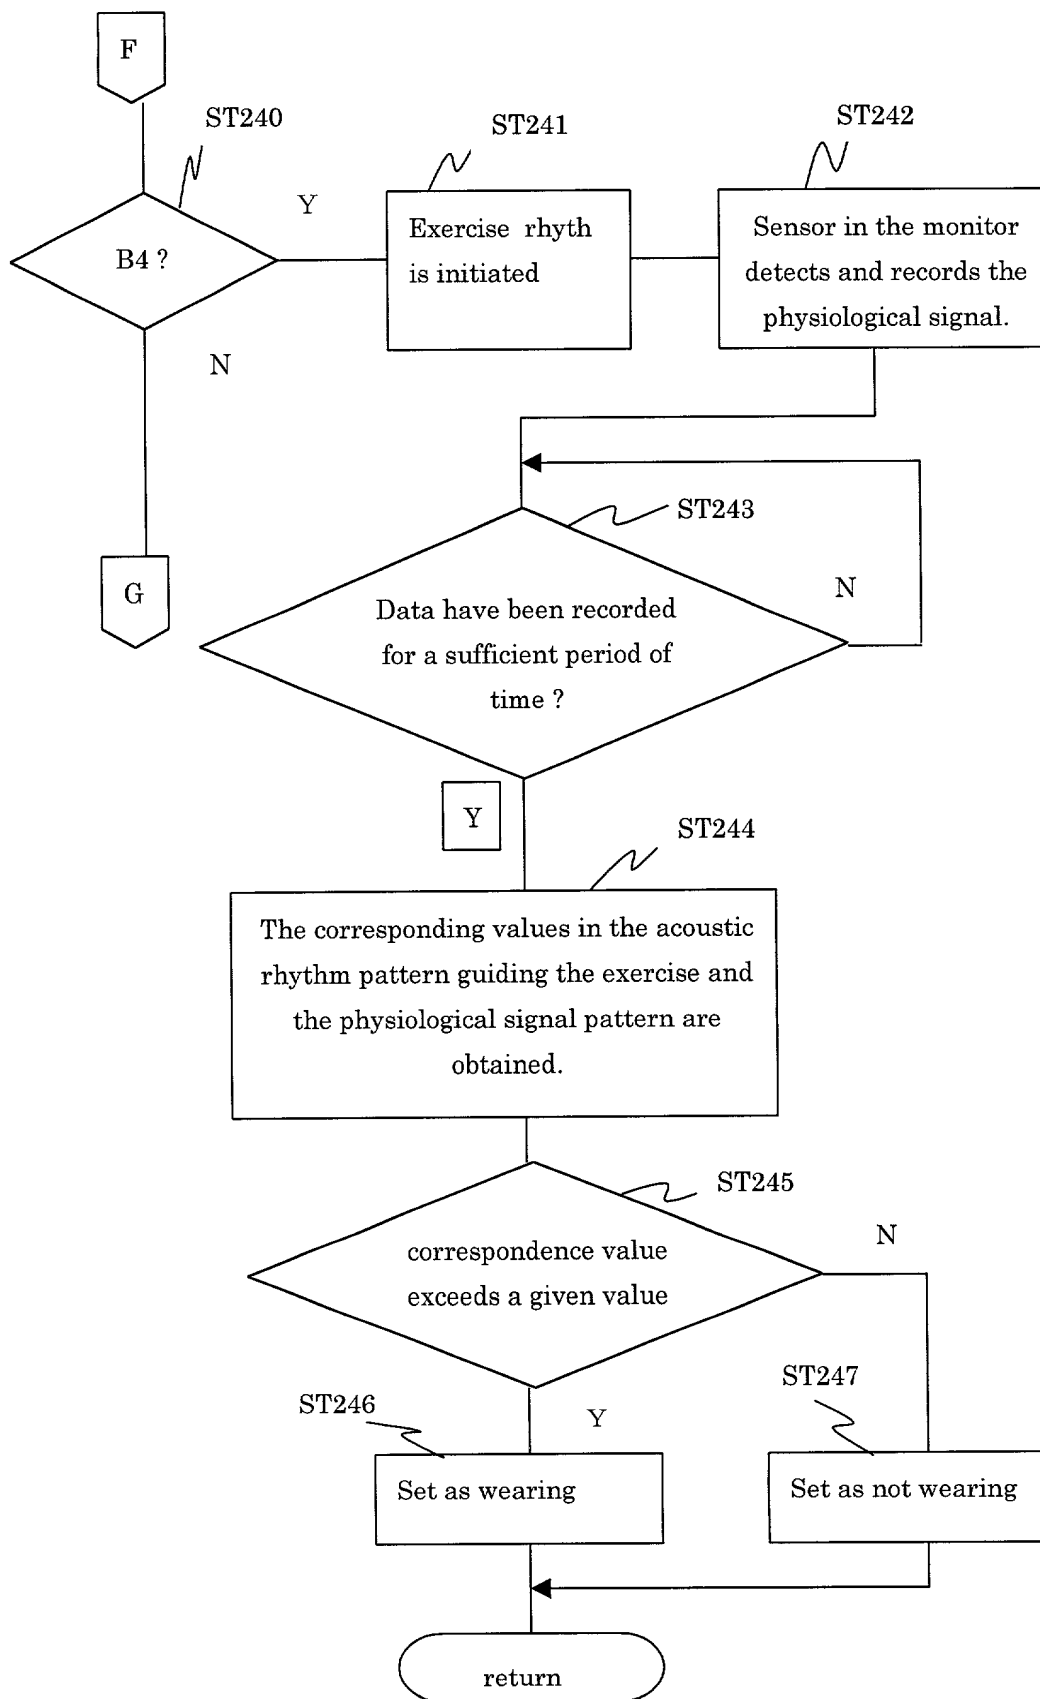 F
ST240
B4 ?
Y
N
G
ST241
Exercise rhyth
is initiated
ST242
Sensor in the monitor
detects and records the
physiological signal.
ST243
Data have been recorded
for a sufficient period of
time ?
N
Y
ST244
The corresponding values in the acoustic
rhythm pattern guiding the exercise and
the physiological signal pattern are
obtained.
ST245
correspondence value
exceeds a given value
N
Y
ST246
Set as wearing
ST247
Set as not wearing
return